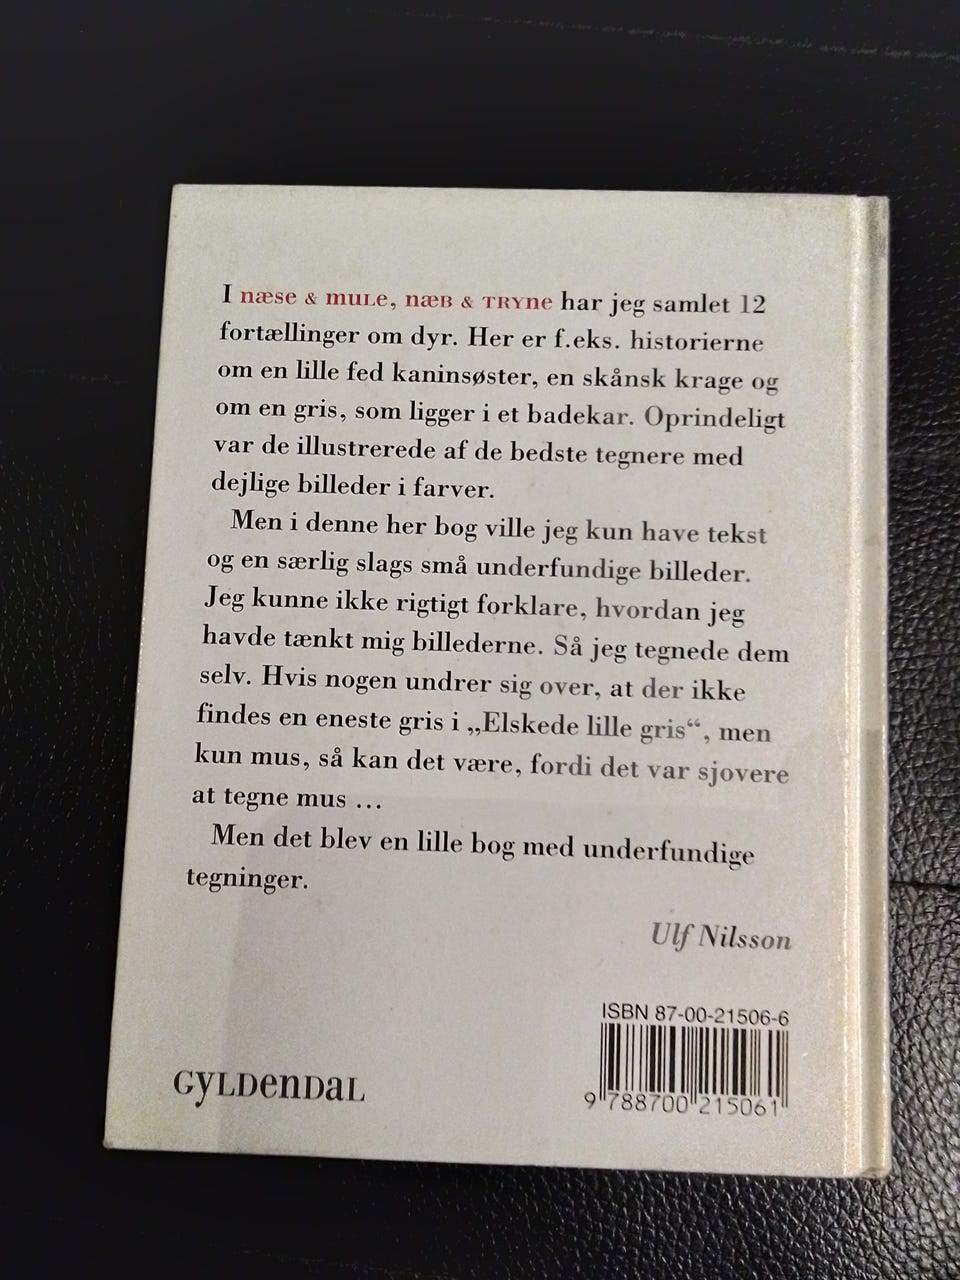 I næse & mule, næB & TRyne har jeg samlet 12
fortællinger om dyr. Her er f.eks. historierne
om en lille fed kaninsøster, en skånsk krage og
om en gris, som ligger i et badekar. Oprindeligt
var de illustrerede af de bedste tegnere med
dejlige billeder i farver.
Men i denne her bog ville jeg kun have tekst
og en særlig slags små underfundige billeder.
Jeg kunne ikke rigtigt forklare, hvordan jeg
havde tænkt mig billederne. Så jeg tegnede dem
selv. Hvis nogen undrer sig over, at der ikke
findes en eneste gris i „Elskede lille gris“, men
kun mus, så kan det være, fordi det var sjovere
at tegne mus ...
Men det blev en lille bog med underfundige
tegninger.
Ulf Nilsson
ISBN 87-00-21506-6
9 788700 215061
GYLDENDAL